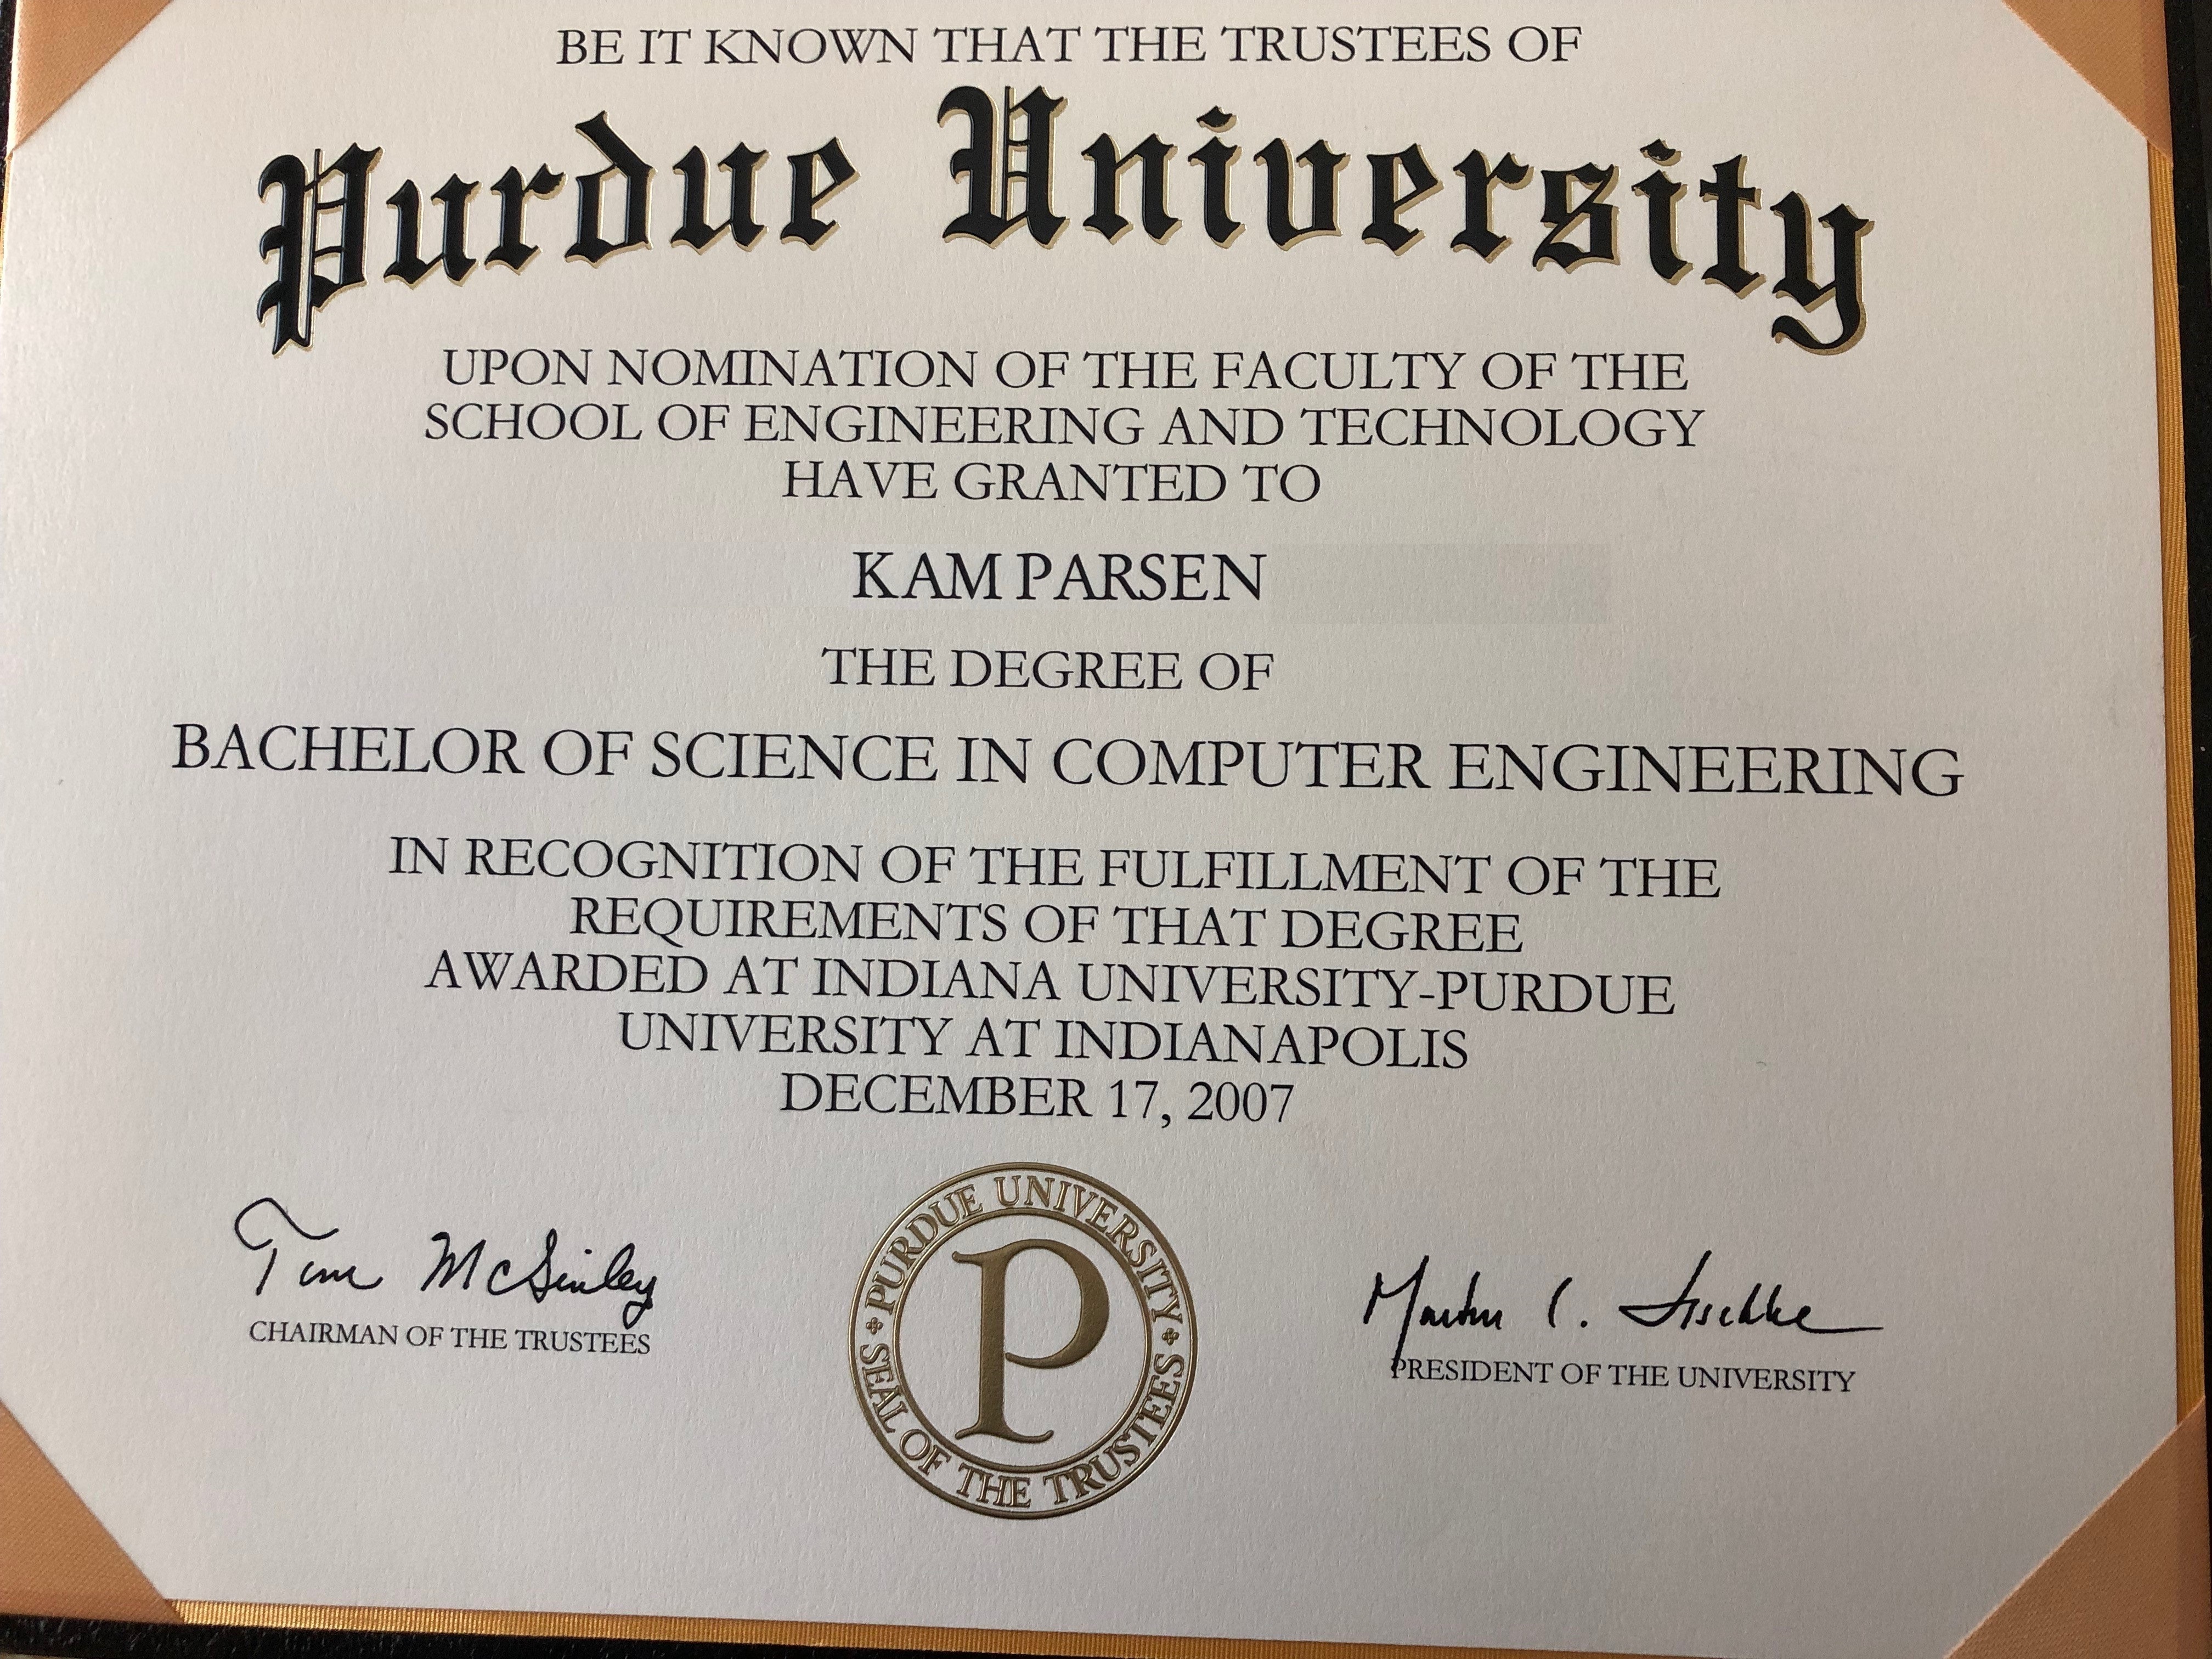 BE IT KNOWN THAT THE TRUSTEES OF
Purdue University
UPON NOMINATION OF THE FACULTY OF THE
SCHOOL OF ENGINEERING AND TECHNOLOGY
HAVE GRANTED TO
KAM PARSEN
THE DEGREE OF
BACHELOR OF SCIENCE IN COMPUTER ENGINEERING
IN RECOGNITION OF THE FULFILLMENT OF THE
REQUIREMENTS OF THAT DEGREE
AWARDED AT INDIANA UNIVERSITY-PURDUE
UNIVERSITY AT INDIANAPOLIS
DECEMBER 17, 2007
Tim McGinley
CHAIRMAN OF THE TRUSTEES
PURDUE UNIVERSITY
P
SEAL OF THE TRUSTEES
Martin C. Jischke
PRESIDENT OF THE UNIVERSITY